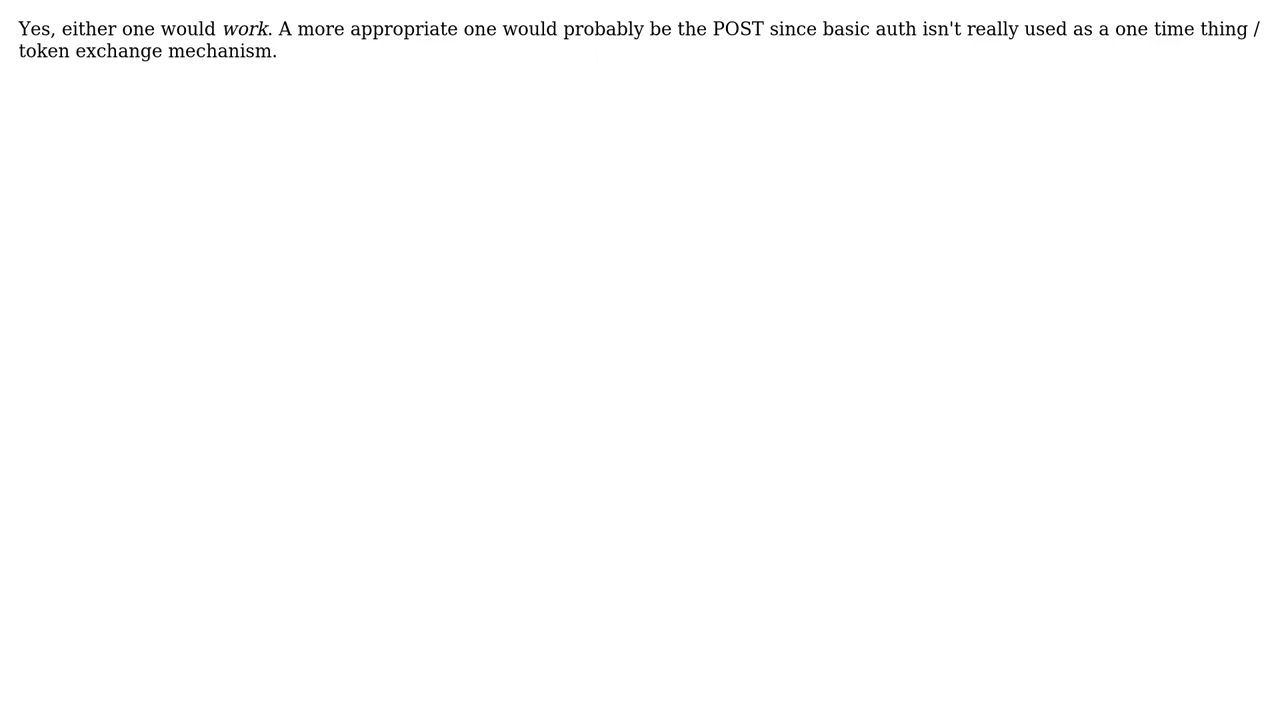 Yes, either one would work. A more appropriate one would probably be the POST since basic auth isn't really used as a one time thing /
token exchange mechanism.